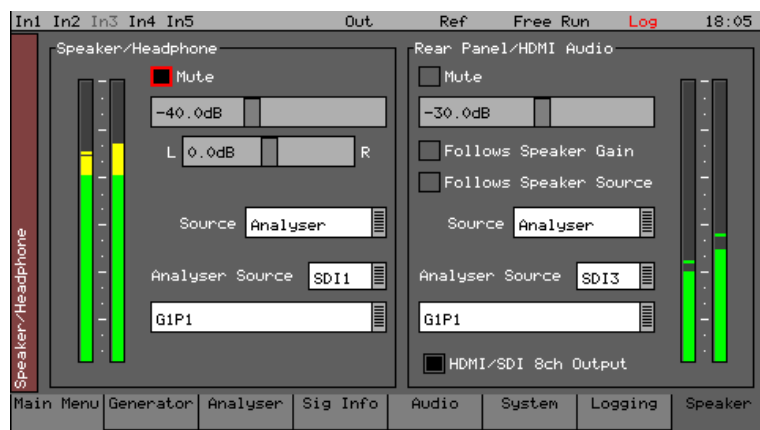 In1 In2 In3 In4 In5 Out Ref Free Run Log 18:05
Speaker/Headphone
Speaker/Headphone
Mute
-40.0dB
L 0.0dB R
Source Analyser
Analyser Source SDI1
G1P1
Rear Panel/HDMI Audio
Mute
-30.0dB
Follows Speaker Gain
Follows Speaker Source
Source Analyser
Analyser Source SDI3
G1P1
HDMI/SDI 8ch Output
Main Menu Generator Analyser Sig Info Audio System Logging Speaker